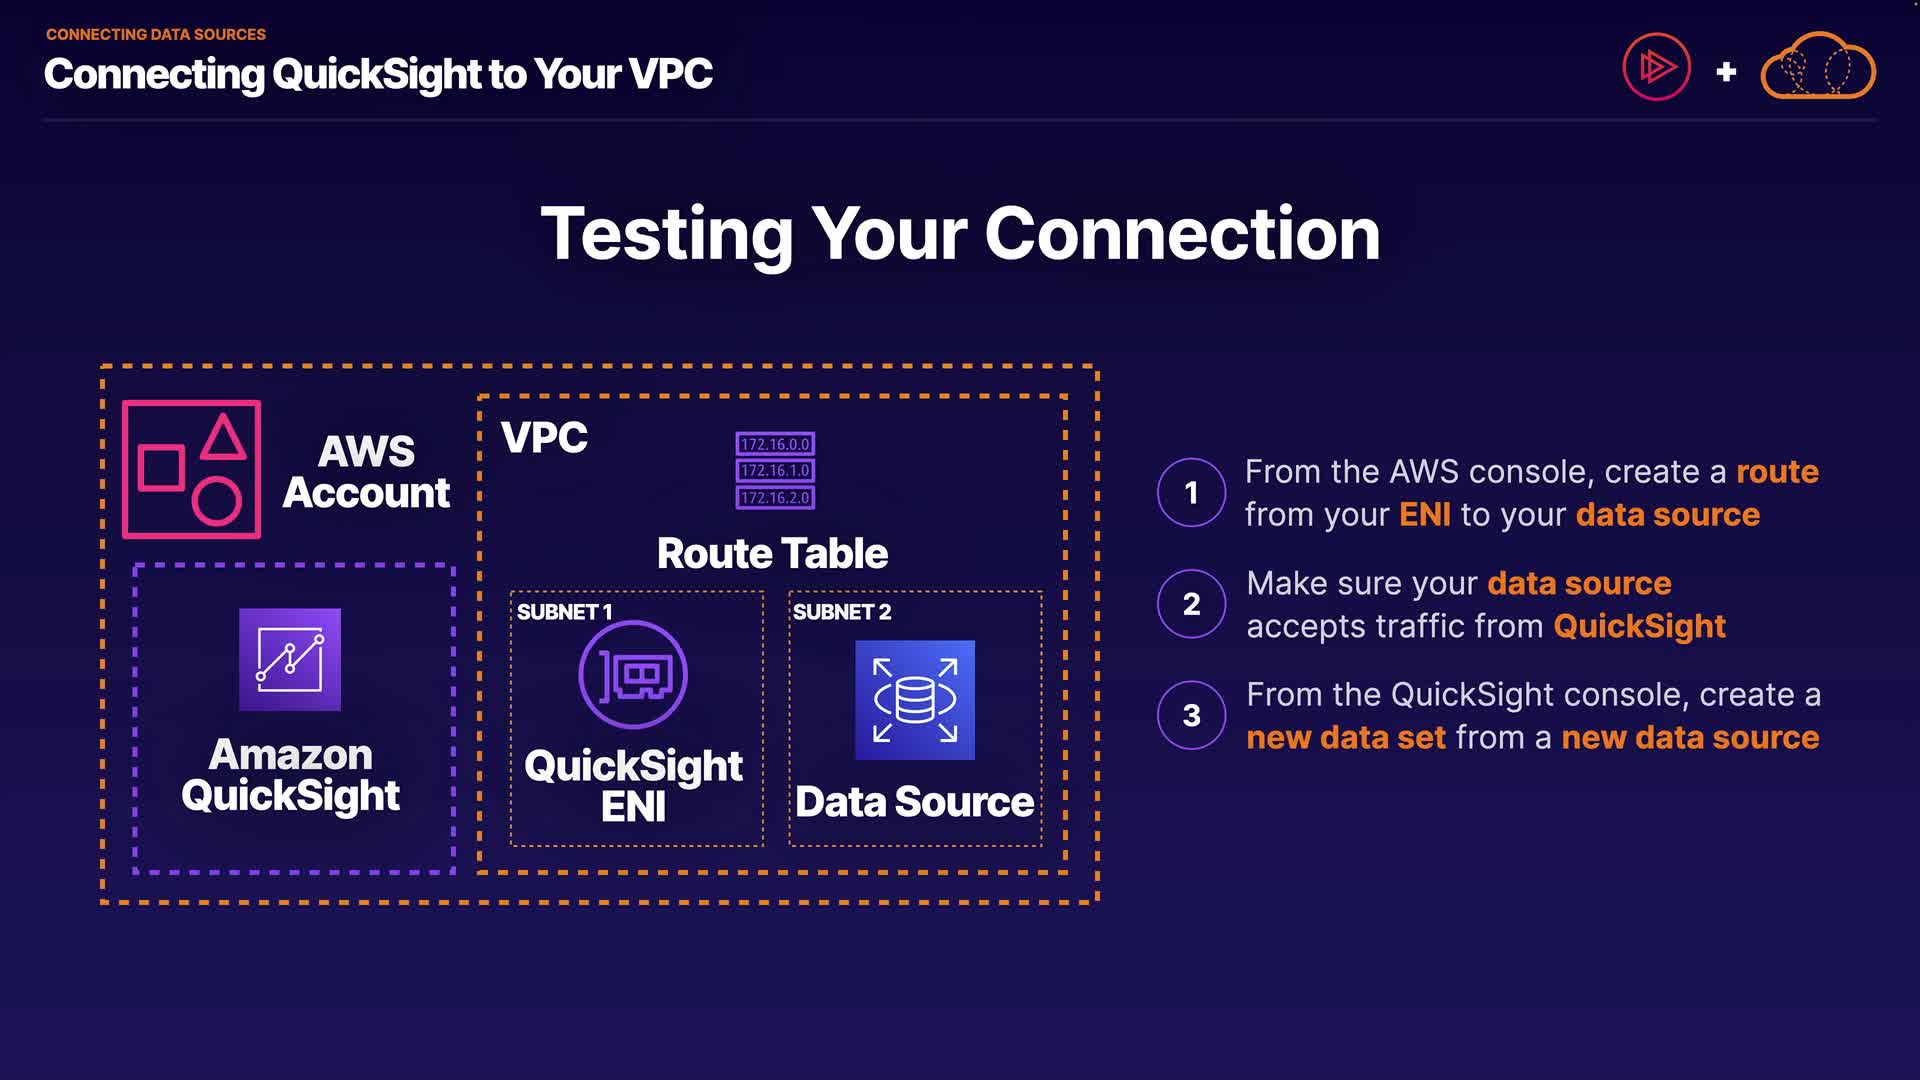 CONNECTING DATA SOURCES
Connecting QuickSight to Your VPC
Testing Your Connection
AWS
Account
VPC
172.16.0.0
172.16.1.0
172.16.2.0
Route Table
SUBNET 1
SUBNET 2
Amazon
QuickSight
QuickSight
ENI
Data Source
1
From the AWS console, create a route
from your ENI to your data source
2
Make sure your data source
accepts traffic from QuickSight
3
From the QuickSight console, create a
new data set from a new data source